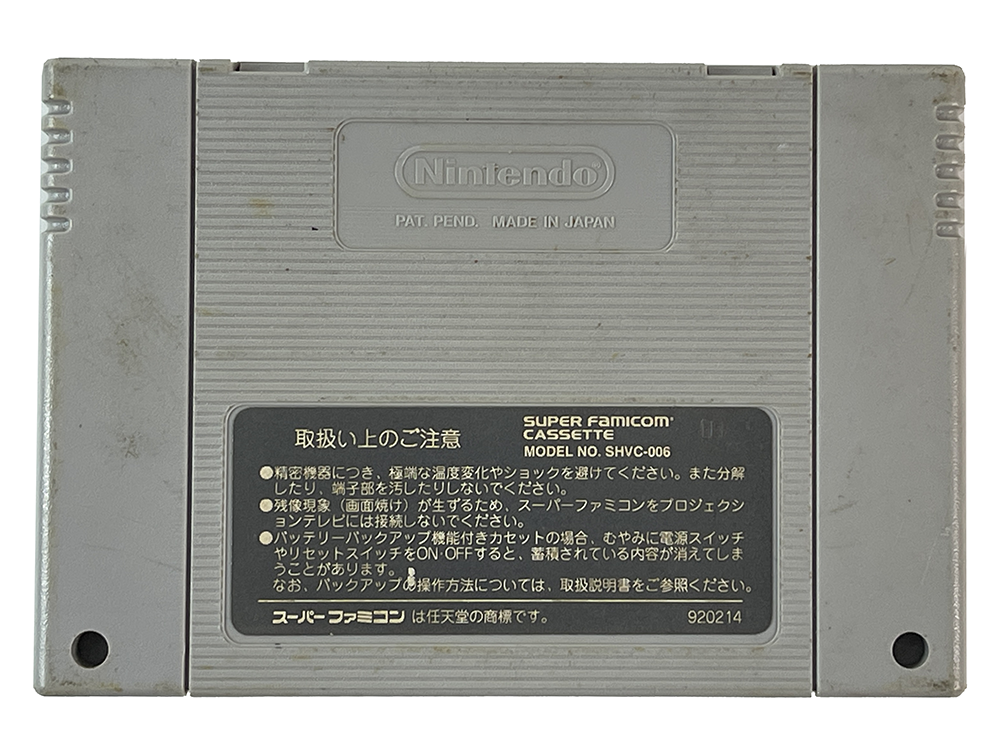 Nintendo®
PAT. PEND. MADE IN JAPAN
取扱い上のご注意
SUPER FAMICOM®
CASSETTE
MODEL NO. SHVC-006
●精密機器につき、極端な温度変化やショックを避けてください。また分解
したり、端子部を汚したりしないでください。
●残像現象(画面焼け)が生ずるため、スーパーファミコンをプロジェクシ
ョンテレビには接続しないでください。
●バッテリーバックアップ機能付きカセットの場合、むやみに電源スイッチ
やリセットスイッチをON・OFFすると、蓄積されている内容が消えてしま
うことがあります。
なお、バックアップの操作方法については、取扱説明書をご参照ください。
スーパーファミコンは任天堂の商標です。
920214